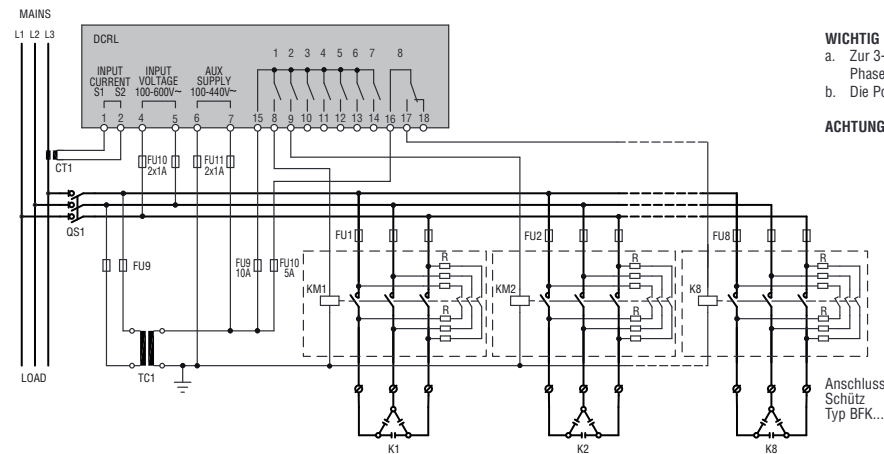 MAINS
L1 L2 L3
DCRL
INPUT CURRENT
S1 S2
INPUT VOLTAGE
100-600V~
AUX SUPPLY
100-440V~
1 2 3 4 5 6 7 8
1 2 4 5 6 7 15 8 9 10 11 12 13 14 16 17 18
CT1
FU10 2x1A
FU11 2x1A
QS1
FU9
FU9 10A
FU10 5A
FU1
FU2
FU8
R
R
R
R
R
R
KM1
KM2
K8
TC1
LOAD
K1
K2
K8
WICHTIG
a. Zur 3-
Phase
b. Die Po
ACHTUNG
Anschluss
Schütz
Typ BFK...